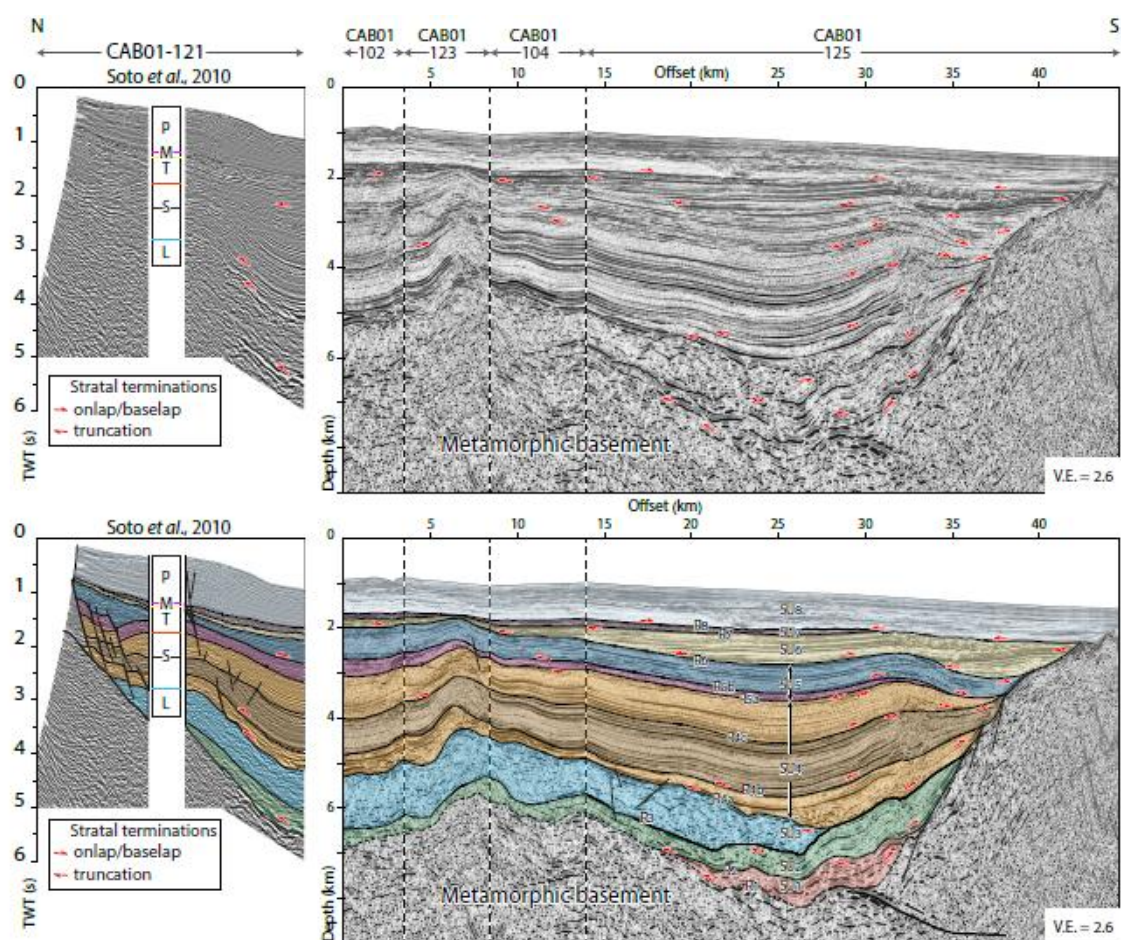 N
S
CAB01-121
CAB01
-102
CAB01
-123
CAB01
-104
CAB01
-125
Soto et al., 2010
5
10
15
Offset (km)
20
25
30
35
40
0
1
2
3
4
5
6
TWT (s)
P
M
T
S
L
Stratal terminations
onlap/baselap
truncation
0
2
4
6
Depth (km)
Metamorphic basement
V.E. = 2.6
Soto et al., 2010
Offset (km)
5
10
15
20
25
30
35
40
0
1
2
3
4
5
6
TWT (s)
P
M
T
S
L
Stratal terminations
onlap/baselap
truncation
0
2
4
6
Depth (km)
Metamorphic basement
V.E. = 2.6